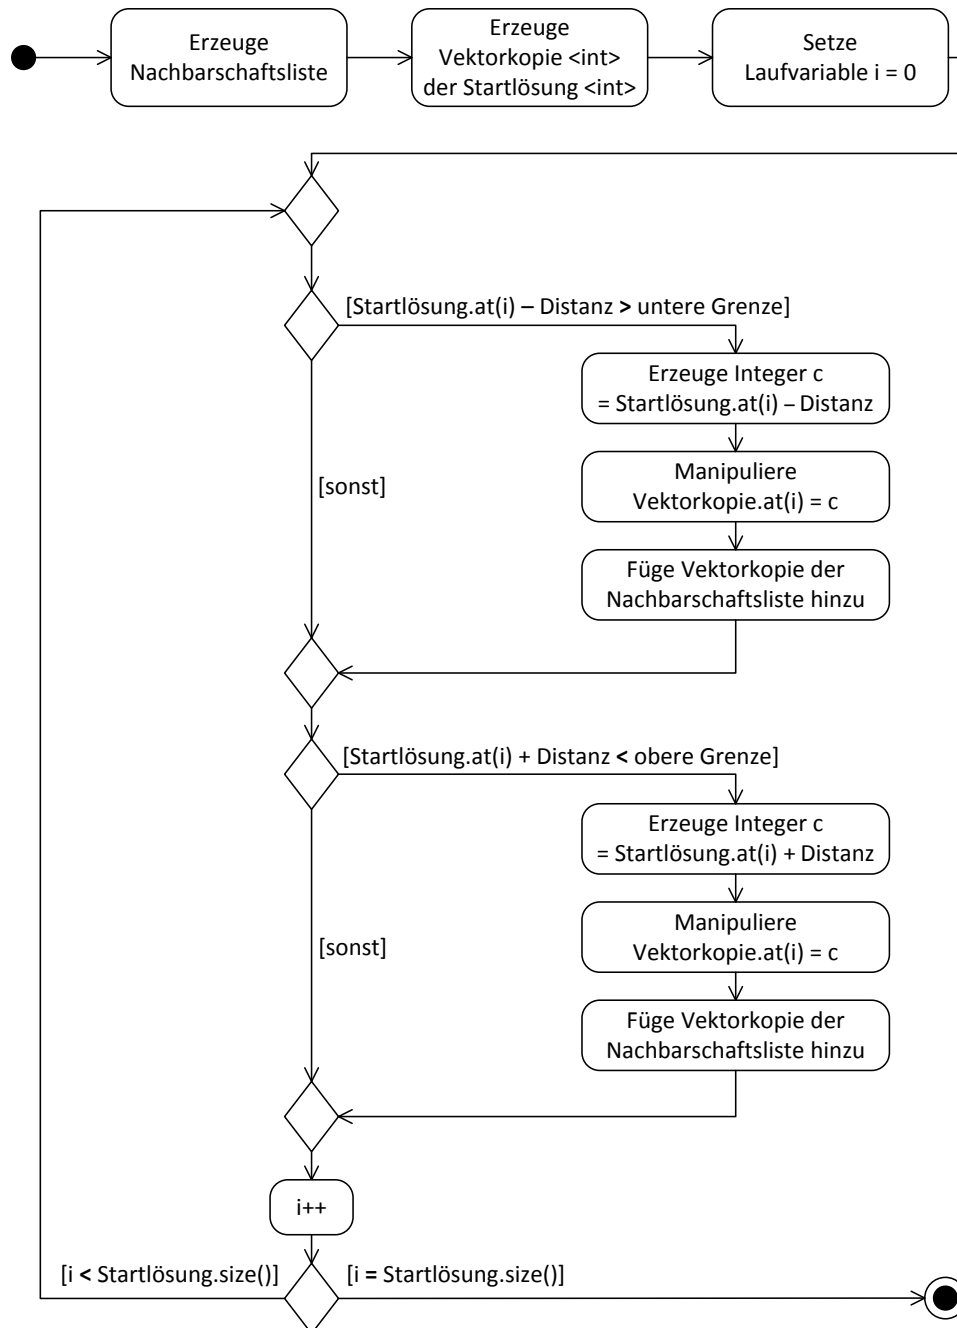 Erzeuge
Nachbarschaftsliste
Erzeuge
Vektorkopie <int>
der Startlösung <int>
Setze
Laufvariable i = 0
[Startlösung.at(i) – Distanz > untere Grenze]
Erzeuge Integer c
= Startlösung.at(i) – Distanz
Manipuliere
Vektorkopie.at(i) = c
[sonst]
Füge Vektorkopie der
Nachbarschaftsliste hinzu
[Startlösung.at(i) + Distanz < obere Grenze]
Erzeuge Integer c
= Startlösung.at(i) + Distanz
Manipuliere
Vektorkopie.at(i) = c
[sonst]
Füge Vektorkopie der
Nachbarschaftsliste hinzu
i++
[i < Startlösung.size()]
[i = Startlösung.size()]